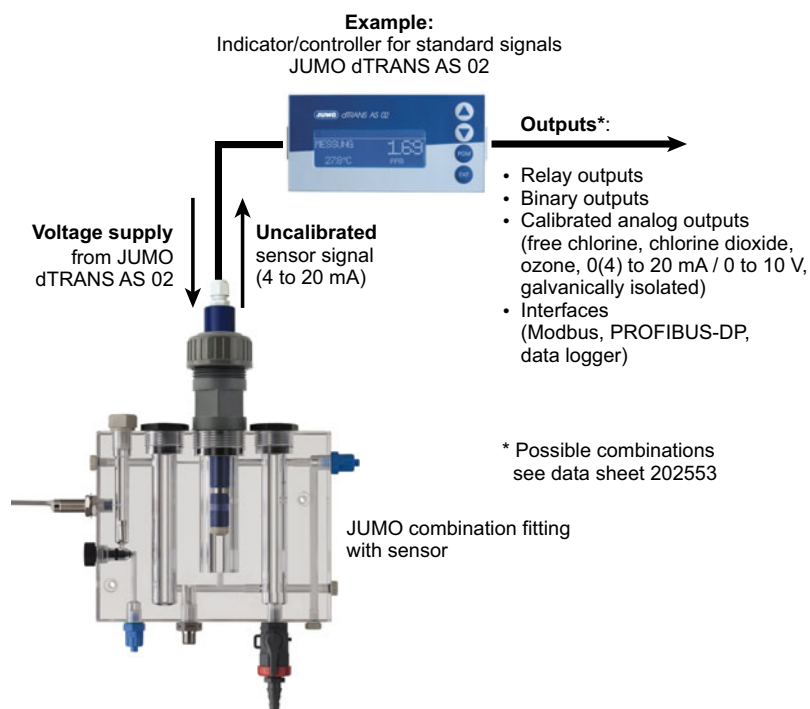 Example:
Indicator/controller for standard signals
JUMO dTRANS AS 02
JUMO dTRANS AS 02
MESSUNG 1.69
27.8°C PPM
PGM
EXIT
Outputs*:
• Relay outputs
• Binary outputs
• Calibrated analog outputs
(free chlorine, chlorine dioxide,
ozone, 0(4) to 20 mA / 0 to 10 V,
galvanically isolated)
• Interfaces
(Modbus, PROFIBUS-DP,
data logger)
Voltage supply
from JUMO
dTRANS AS 02
Uncalibrated
sensor signal
(4 to 20 mA)
* Possible combinations
see data sheet 202553
JUMO combination fitting
with sensor